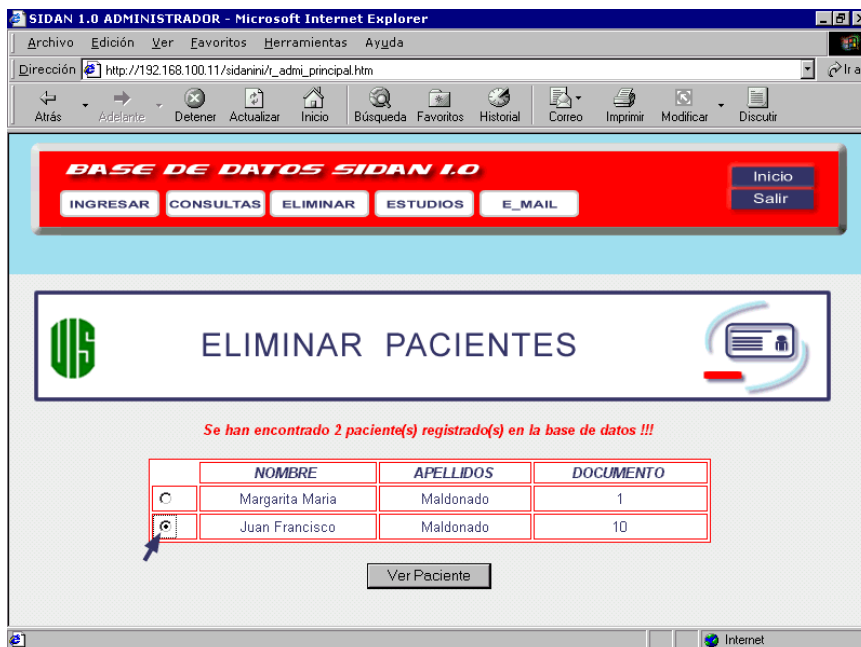 SIDAN 1.0 ADMINISTRADOR - Microsoft Internet Explorer
Archivo Edición Ver Favoritos Herramientas Ayuda
Dirección http://192.168.100.11/sidanini/r_admi_principal.htm Ir a
Atrás Adelante Detener Actualizar Inicio Búsqueda Favoritos Historial Correo Imprimir Modificar Discutir
BASE DE DATOS SIDAN 1.0
Inicio
INGRESAR CONSULTAS ELIMINAR ESTUDIOS E_MAIL
Salir
UIS
ELIMINAR PACIENTES
Se han encontrado 2 paciente(s) registrado(s) en la base de datos !!!
NOMBRE APELLIDOS DOCUMENTO
Margarita Maria Maldonado 1
Juan Francisco Maldonado 10
Ver Paciente
Internet